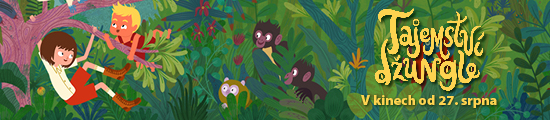 Tajemství
džungle
V kinech od 27. srpna